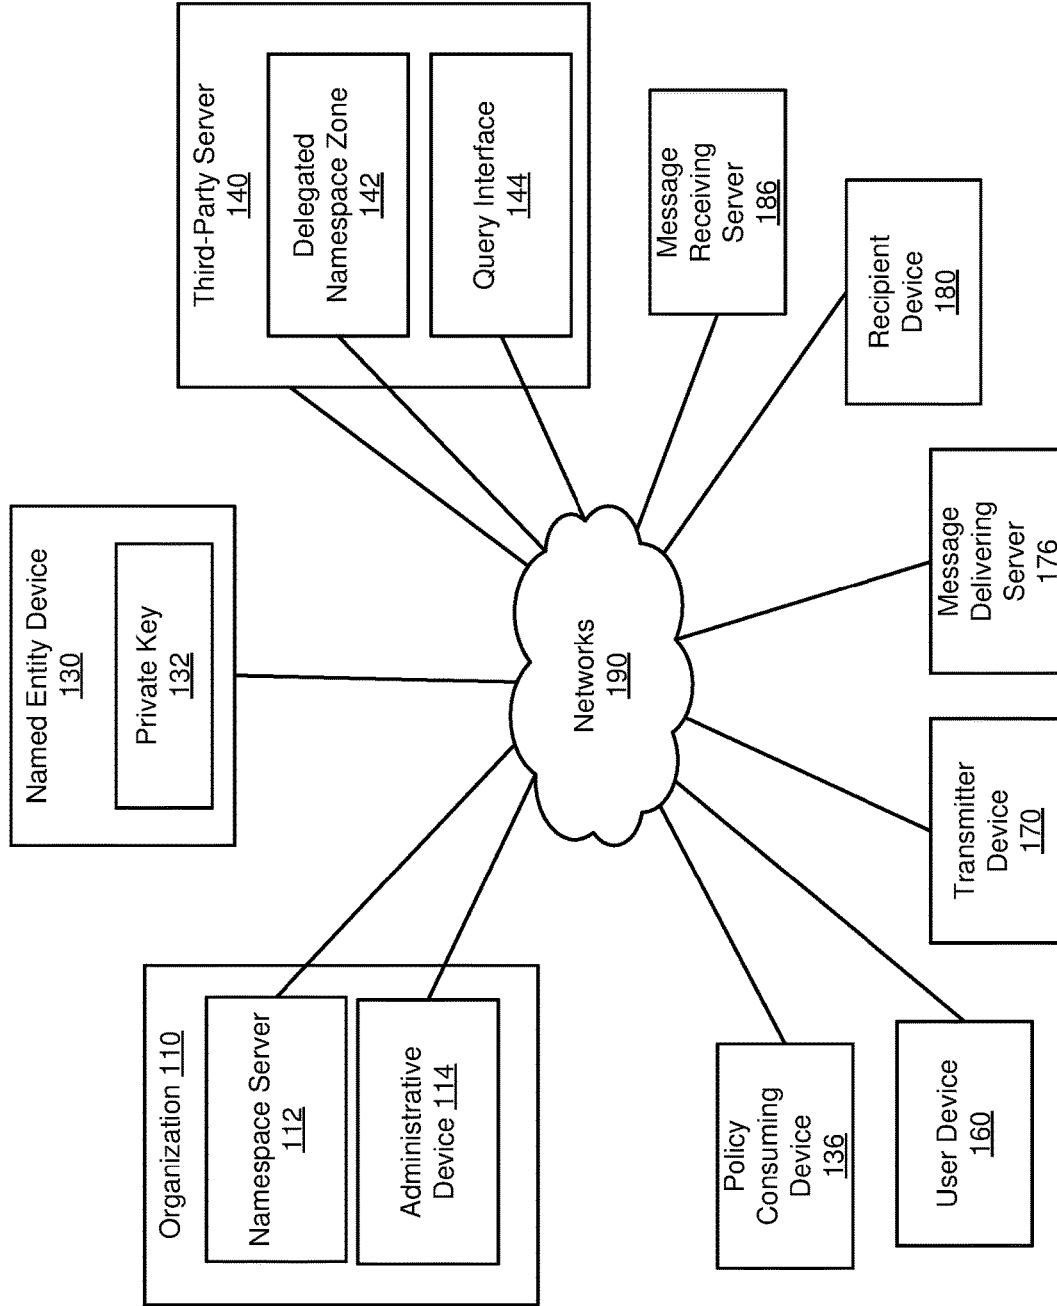 Organization 110
Namespace Server
112
Administrative
Device 114
Named Entity Device
130
Private Key
132
Third-Party Server
140
Delegated
Namespace Zone
142
Query Interface
144
Networks
190
Policy
Consuming
Device
136
User Device
160
Transmitter
Device
170
Message
Delivering
Server
176
Recipient
Device
180
Message
Receiving
Server
186